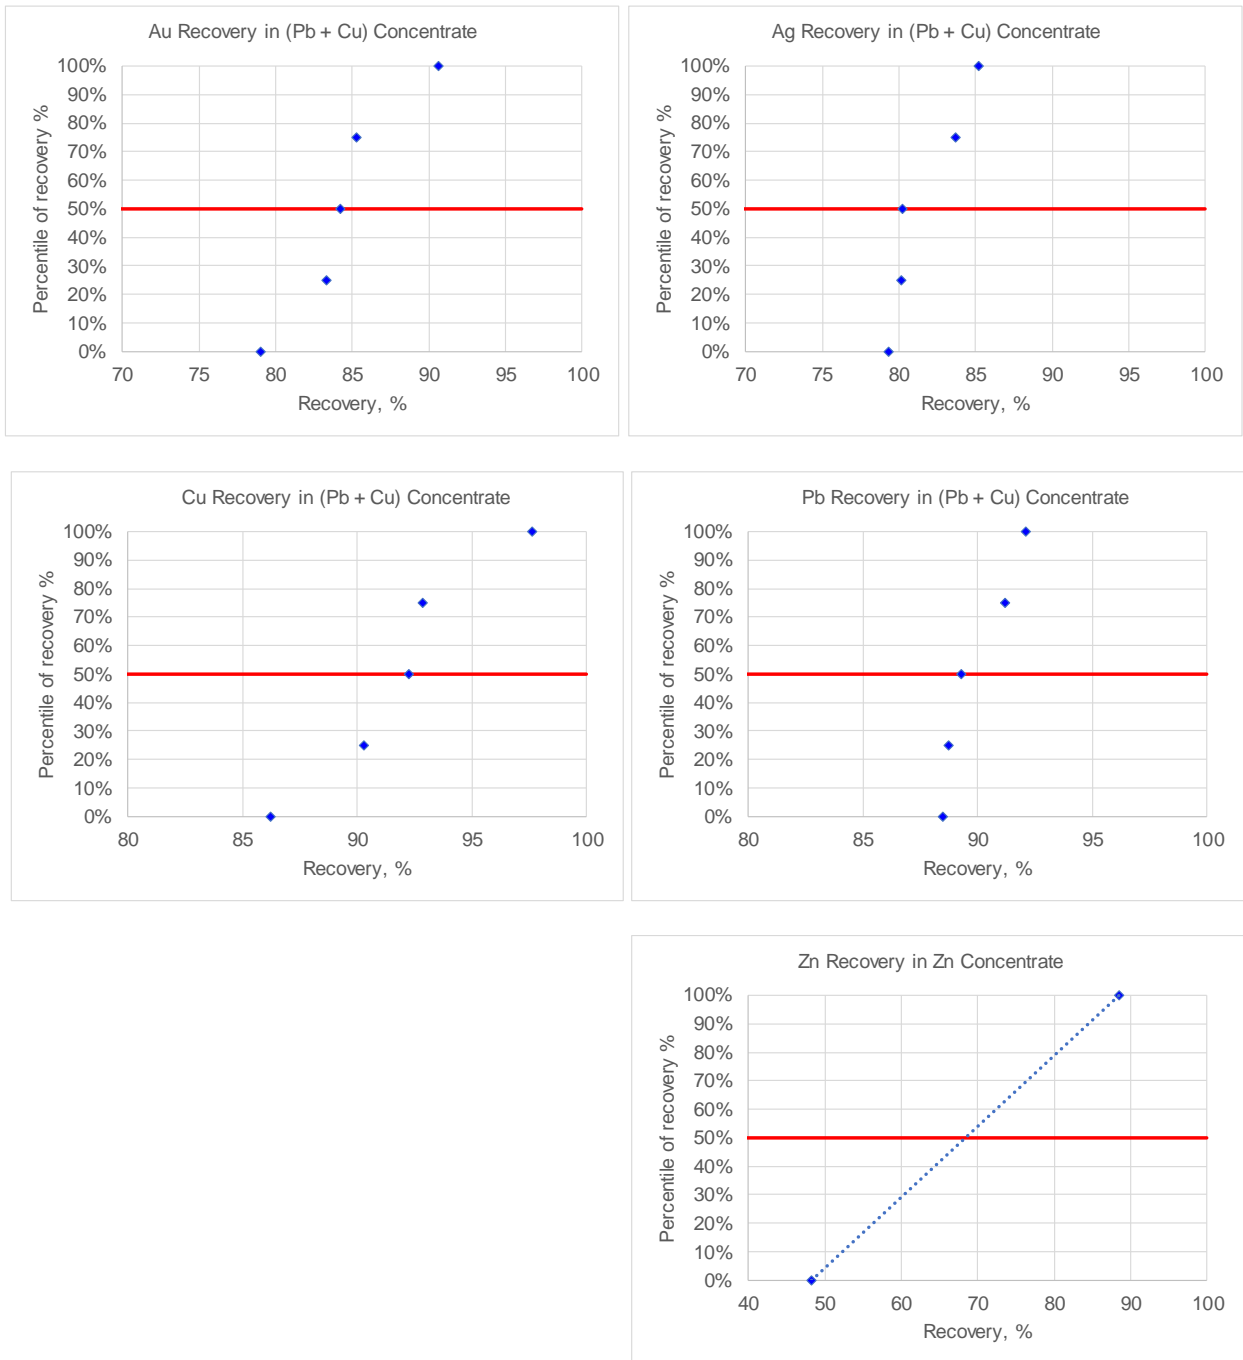 Au Recovery in (Pb + Cu) Concentrate
Percentile of recovery %
100%
90%
80%
70%
60%
50%
40%
30%
20%
10%
0%
70 75 80 85 90 95 100
Recovery, %
Ag Recovery in (Pb + Cu) Concentrate
Percentile of recovery %
100%
90%
80%
70%
60%
50%
40%
30%
20%
10%
0%
70 75 80 85 90 95 100
Recovery, %
Cu Recovery in (Pb + Cu) Concentrate
Percentile of recovery %
100%
90%
80%
70%
60%
50%
40%
30%
20%
10%
0%
80 85 90 95 100
Recovery, %
Pb Recovery in (Pb + Cu) Concentrate
Percentile of recovery %
100%
90%
80%
70%
60%
50%
40%
30%
20%
10%
0%
80 85 90 95 100
Recovery, %
Zn Recovery in Zn Concentrate
Percentile of recovery %
100%
90%
80%
70%
60%
50%
40%
30%
20%
10%
0%
40 50 60 70 80 90 100
Recovery, %